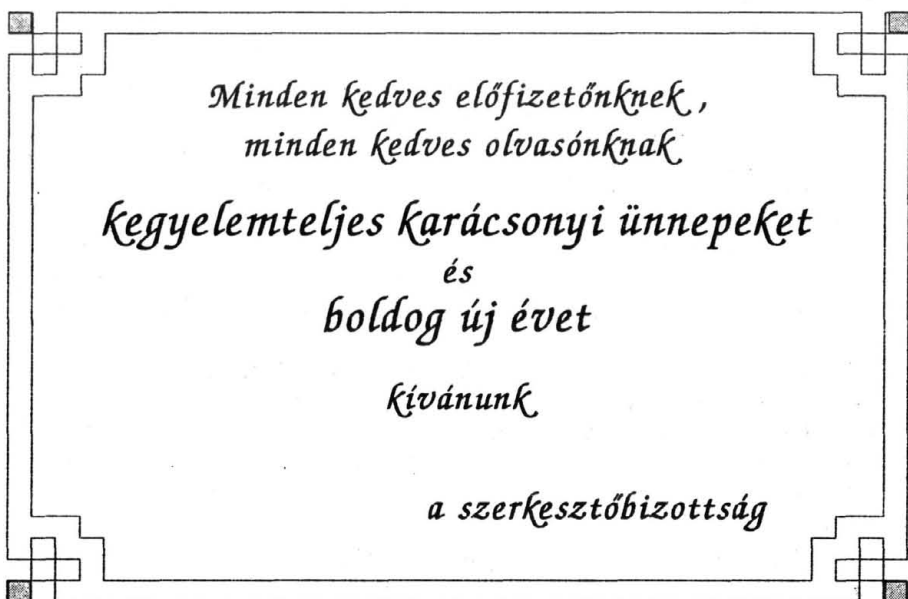 Minden kedves előfizetőnknek ,
minden kedves olvasónknak
kegyelemteljes karácsonyi ünnepeket
és
boldog új évet
kívánunk
a szerkesztőbizottság